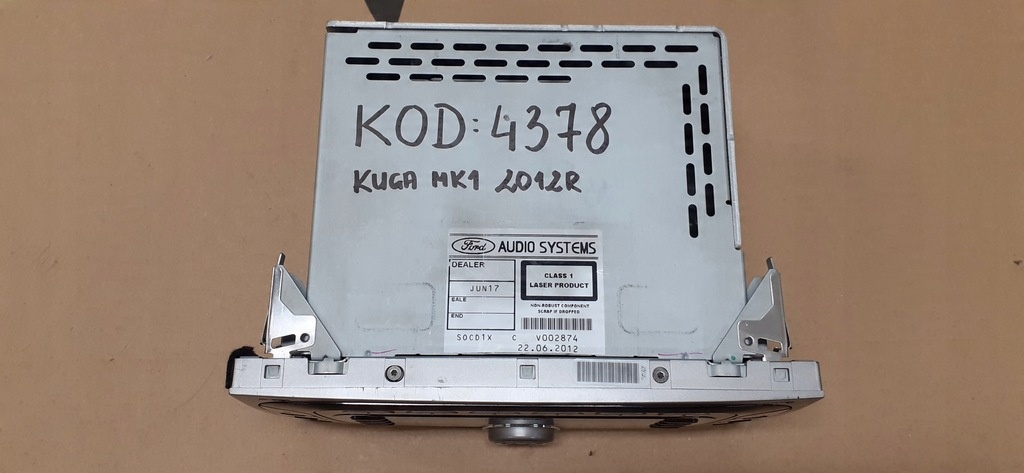 KOD: 4378
KUGA MK1 2012R
Ford AUDIO SYSTEMS
DEALER
JUN17
SALE
END
CLASS 1
LASER PRODUCT
NON-ROBUST COMPONENT
SCRAP IF DROPPED
SOCD1X C V002874
22.06.2012